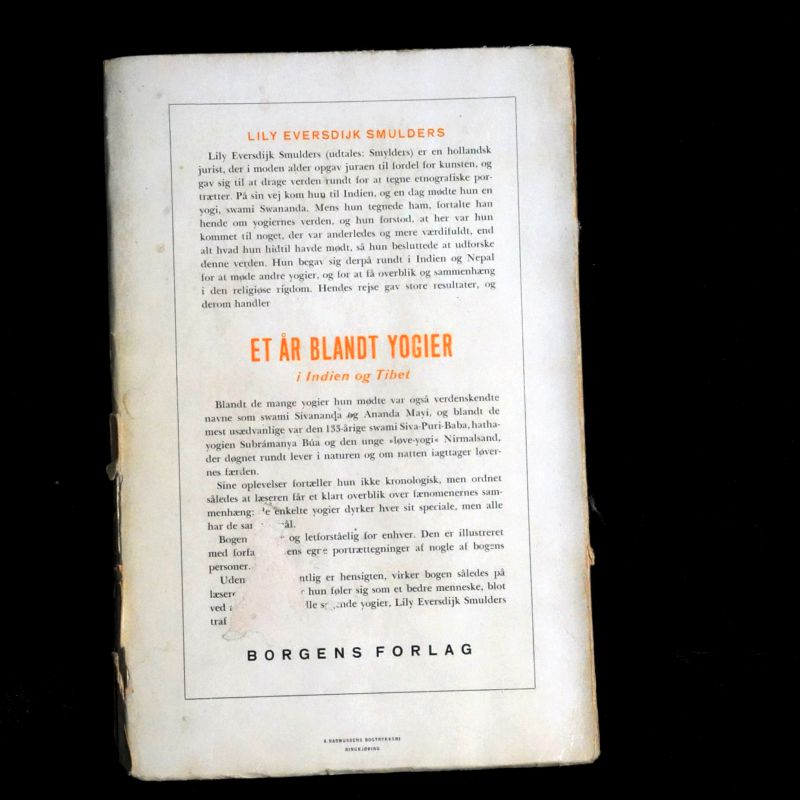 LILY EVERSDIJK SMULDERS
Lily Eversdijk Smulders (udtales: Smylders) er en hollandsk
jurist, der i moden alder opgav juraen til fordel for kunsten, og
gav sig til at drage verden rundt for at tegne etnografiske por-
trætter. På sin vej kom hun til Indien, og en dag mødte hun en
yogi, swami Swananda. Mens hun tegnede ham, fortalte han
hende om yogiernes verden, og hun forstod, at her var hun
kommet til noget, der var anderledes og mere værdifuldt, end
alt hvad hun hidtil havde mødt, så hun besluttede at udforske
denne verden. Hun begav sig derpå rundt i Indien og Nepal
for at møde andre yogier, og for at få overblik og sammenhæng
i den religiøse rigdom. Hendes rejse gav store resultater, og
derom handler
ET ÅR BLANDT YOGIER
i Indien og Tibet
Blandt de mange yogier hun mødte var også verdenskendte
navne som swami Sivananda og Ananda Mayi, og blandt de
mest usædvanlige var den 133-årige swami Siva-Puri-Baba, hatha-
yogien Subrámanya Búa og den unge »løve-yogi« Nirmalsand,
der døgnet rundt lever i naturen og om natten iagttager løver-
nes færden.
Sine oplevelser fortæller hun ikke kronologisk, men ordnet
således at læseren får et klart overblik over fænomenernes sam-
menhæng: de enkelte yogier dyrker hver sit speciale, men alle
har de sam mål.
Bogen og letforståelig for enhver. Den er illustreret
med forfa ens egne portrættegninger af nogle af bogens
personer.
Uden ntlig er hensigten, virker bogen således på
læsere hun føler sig som et bedre menneske, blot
ved lle sp nde yogier, Lily Eversdijk Smulders
traf
BORGENS FORLAG
A. RASMUSSENS BOGTRYKKERI
RINGKJØBING